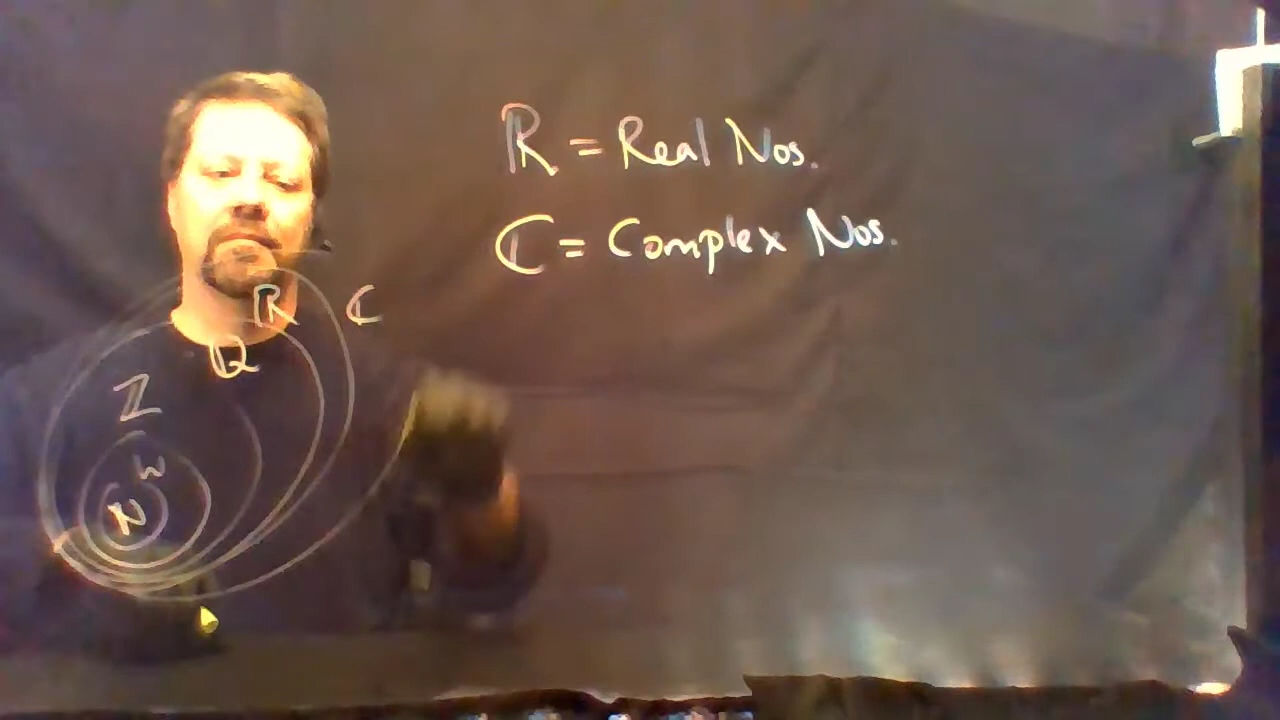 ℝ = Real Nos.
ℂ = Complex Nos.
ℝ ℂ
ℚ
ℤ
W
ℕ